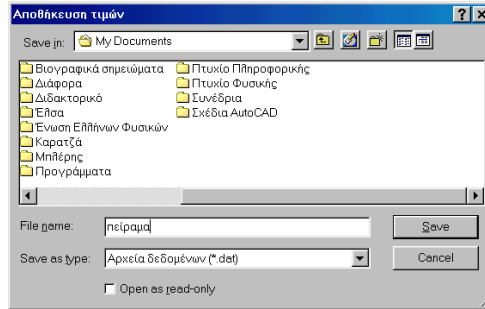 Αποθήκευση τιμών
Save in: My Documents
Βιογραφικά σημειώματα
Διάφορα
Διδακτορικό
Έλσα
Ένωση Ελλήνων Φυσικών
Καρατζά
Μπλέρης
Προγράμματα
Πτυχίο Πληροφορικής
Πτυχίο Φυσικής
Συνέδρια
Σχέδια AutoCAD
File name: πείραμα
Save
Save as type: Αρχεία δεδομένων (*.dat)
Cancel
Open as read-only